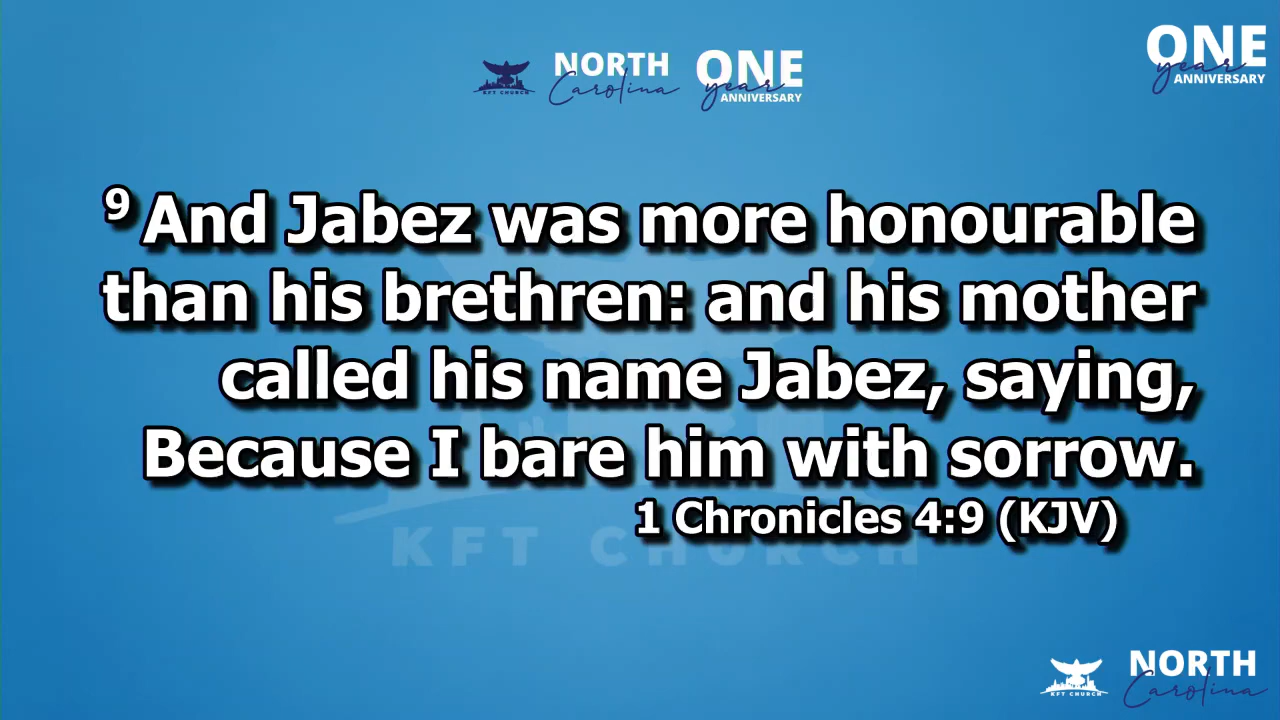 KFT CHURCH
NORTH
Carolina
ONE
year
ANNIVERSARY
ONE
year
ANNIVERSARY
9 And Jabez was more honourable
than his brethren: and his mother
called his name Jabez, saying,
Because I bare him with sorrow.
1 Chronicles 4:9 (KJV)
KFT CHURCH
KFT CHURCH
NORTH
Carolina